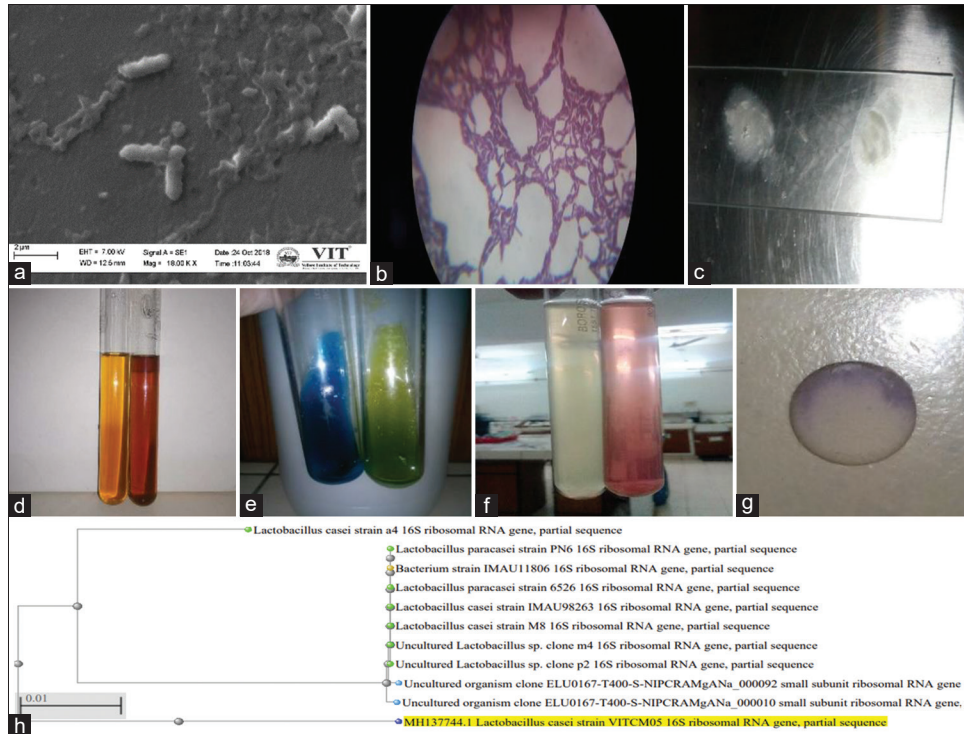 2 µm
EHT = 7.00 kV
Signal A = SE1
Date :24 Oct 2018
VIT
WD = 12.5 mm
Mag = 18.00 K X
Time :11:03:44
a
b
c
d
e
f
g
Lactobacillus casei strain a4 16S ribosomal RNA gene, partial sequence
Lactobacillus paracasei strain PN6 16S ribosomal RNA gene, partial sequence
Bacterium strain IMAU11806 16S ribosomal RNA gene, partial sequence
Lactobacillus paracasei strain 6526 16S ribosomal RNA gene, partial sequence
Lactobacillus casei strain IMAU98263 16S ribosomal RNA gene, partial sequence
Lactobacillus casei strain M8 16S ribosomal RNA gene, partial sequence
Uncultured Lactobacillus sp. clone m4 16S ribosomal RNA gene, partial sequence
Uncultured Lactobacillus sp. clone p2 16S ribosomal RNA gene, partial sequence
Uncultured organism clone ELU0167-T400-S-NIPCRAMgANa_000092 small subunit ribosomal RNA gene
Uncultured organism clone ELU0167-T400-S-NIPCRAMgANa_000010 small subunit ribosomal RNA gene,
0.01
h
MH137744.1 Lactobacillus casei strain VITCM05 16S ribosomal RNA gene, partial sequence